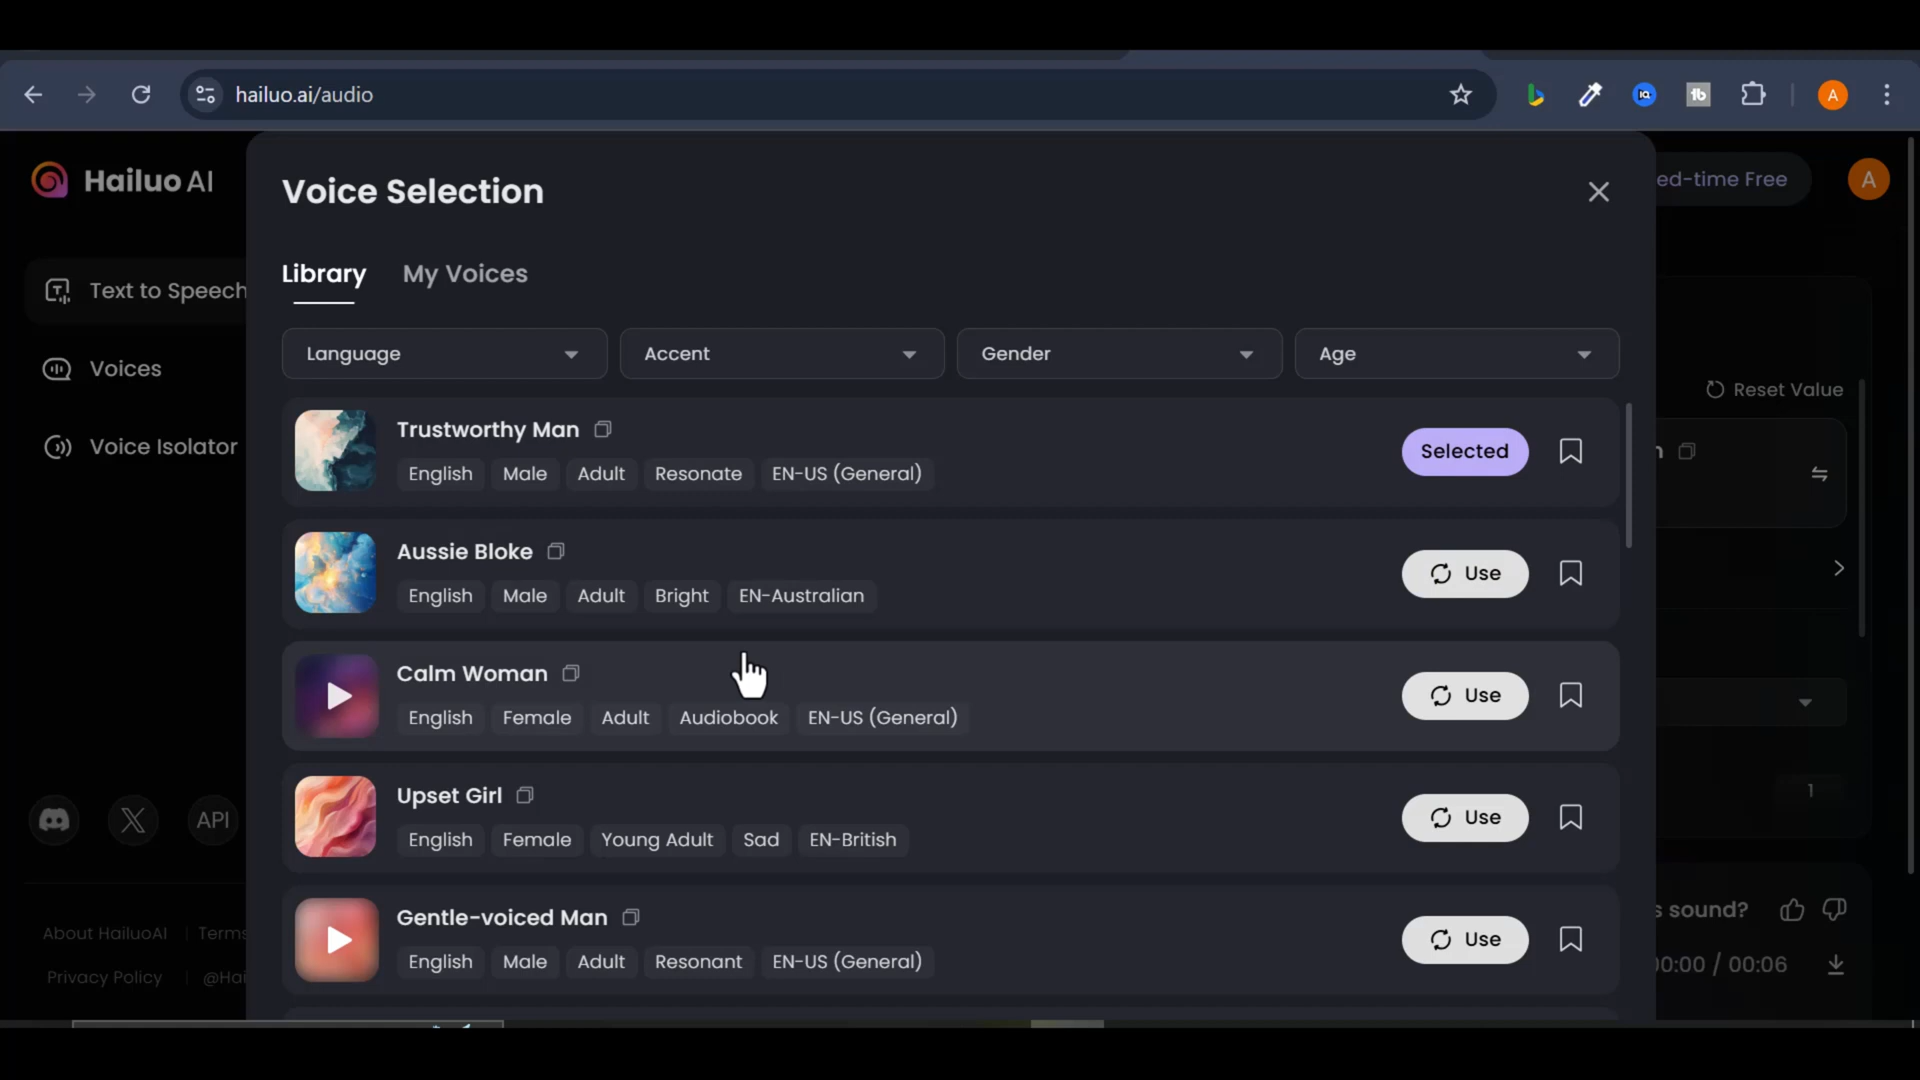 hailuo.ai/audio
IQ
tb
A
Hailuo AI
Voice Selection
ed-time Free
A
Library
My Voices
Text to Speech
Language
Accent
Gender
Age
Voices
Reset Value
Trustworthy Man
Selected
English
Male
Adult
Resonate
EN-US (General)
Voice Isolator
Aussie Bloke
Use
English
Male
Adult
Bright
EN-Australian
Calm Woman
Use
English
Female
Adult
Audiobook
EN-US (General)
Upset Girl
Use
English
Female
Young Adult
Sad
EN-British
1
API
Gentle-voiced Man
Use
English
Male
Adult
Resonant
EN-US (General)
s sound?
00:00 / 00:06
About HailuoAI
Terms
Privacy Policy
@Hai